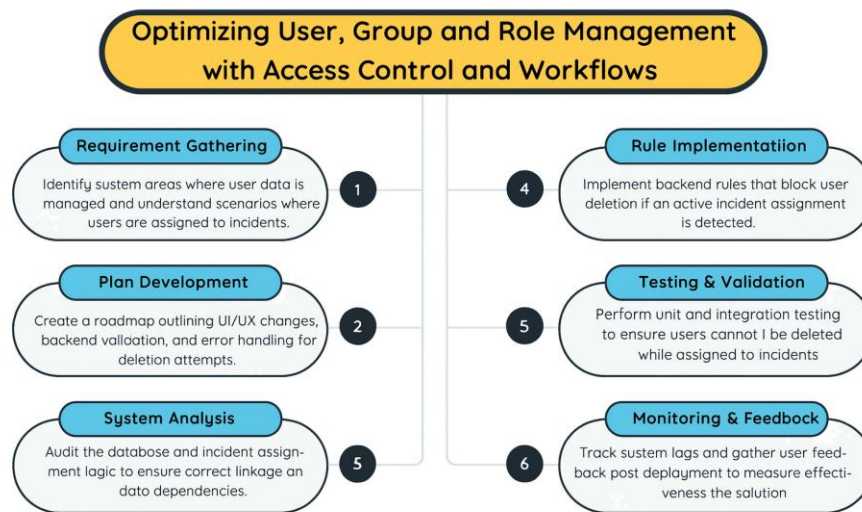 Optimizing User, Group and Role Management
with Access Control and Workflows
Requirement Gathering
1
Identify system areas where user data is
managed and understand scenarios where
users are assigned to incidents.
Plan Development
2
Create a roadmap outlining UI/UX changes,
backend valldation, and error handling for
deletion attempts.
System Analysis
5
Audit the databose and incident assign-
ment logic to ensure correct linkage an
dato dependencies.
Rule Implementatiion
4
Implement backend rules that block user
deletion if an active incident assignment
is detected.
Testing & Validation
5
Perform unit and integration testing
to ensure users cannot I be deleted
while assigned to incidents
Monitoring & Feedback
6
Track sustem lags and gather user feed-
back post deplayment to measure effecti-
veness the salution